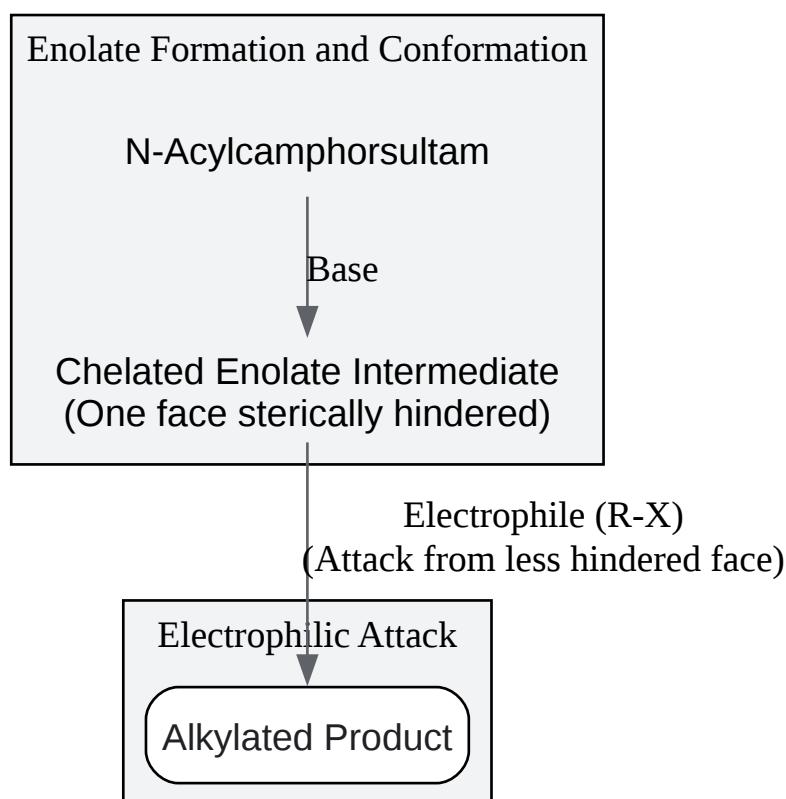 Enolate Formation and Conformation
N-Acylcamphorsultam
Base
Chelated Enolate Intermediate
(One face sterically hindered)
Electrophile (R-X)
(Attack from less hindered face)
Electrophilic Attack
Alkylated Product